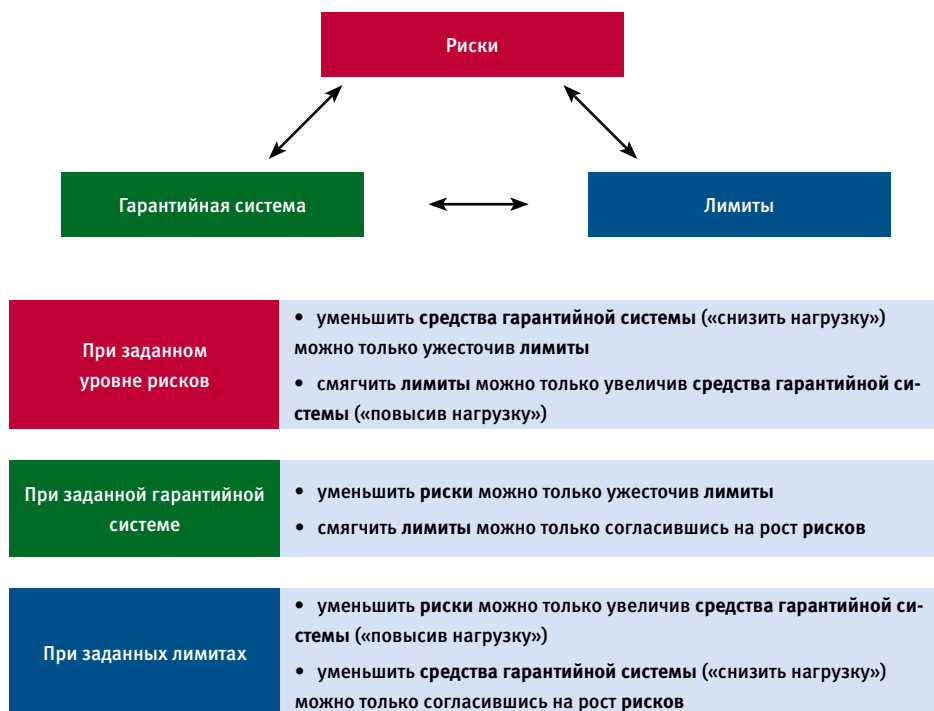 Риски
Гарантийная система
Лимиты
При заданном
уровне рисков
• уменьшить средства гарантийной системы («снизить нагрузку»)
можно только ужесточив лимиты
• смягчить лимиты можно только увеличив средства гарантийной си-
стемы («повысив нагрузку»)
При заданной гарантийной
системе
• уменьшить риски можно только ужесточив лимиты
• смягчить лимиты можно только согласившись на рост рисков
При заданных лимитах
• уменьшить риски можно только увеличив средства гарантийной си-
стемы («повысив нагрузку»)
• уменьшить средства гарантийной системы («снизить нагрузку»)
можно только согласившись на рост рисков